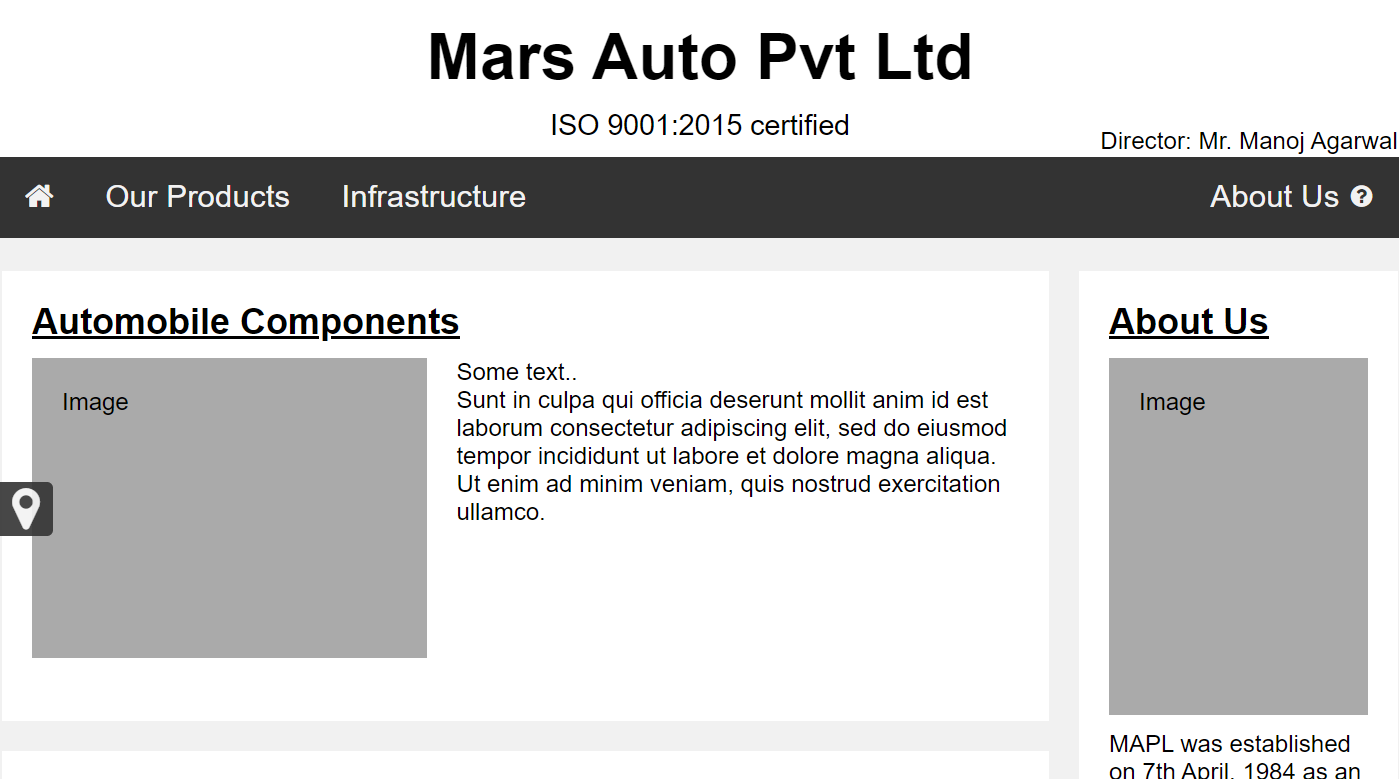 Mars Auto Pvt Ltd
ISO 9001:2015 certified
Director: Mr. Manoj Agarwal
Our Products
Infrastructure
About Us
Automobile Components
Image
Some text..
Sunt in culpa qui officia deserunt mollit anim id est
laborum consectetur adipiscing elit, sed do eiusmod
tempor incididunt ut labore et dolore magna aliqua.
Ut enim ad minim veniam, quis nostrud exercitation
ullamco.
About Us
Image
MAPL was established
on 7th April, 1984 as an